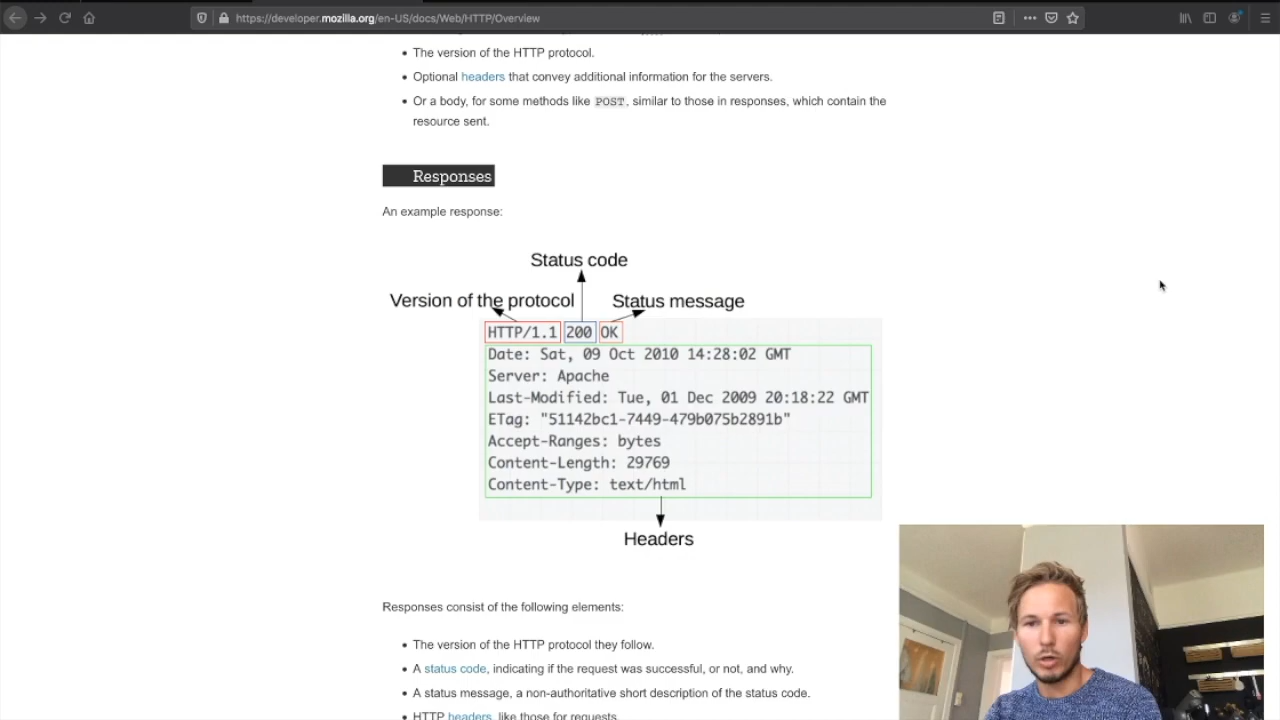 https://developer.mozilla.org/en-US/docs/Web/HTTP/Overview
The version of the HTTP protocol.
Optional headers that convey additional information for the servers.
Or a body, for some methods like POST, similar to those in responses, which contain the
resource sent.
Responses
An example response:
Status code
Version of the protocol
Status message
HTTP/1.1 200 OK
Date: Sat, 09 Oct 2010 14:28:02 GMT
Server: Apache
Last-Modified: Tue, 01 Dec 2009 20:18:22 GMT
ETag: "51142bc1-7449-479b075b2891b"
Accept-Ranges: bytes
Content-Length: 29769
Content-Type: text/html
Headers
Responses consist of the following elements:
The version of the HTTP protocol they follow.
A status code, indicating if the request was successful, or not, and why.
A status message, a non-authoritative short description of the status code.
HTTP headers, like those for requests.